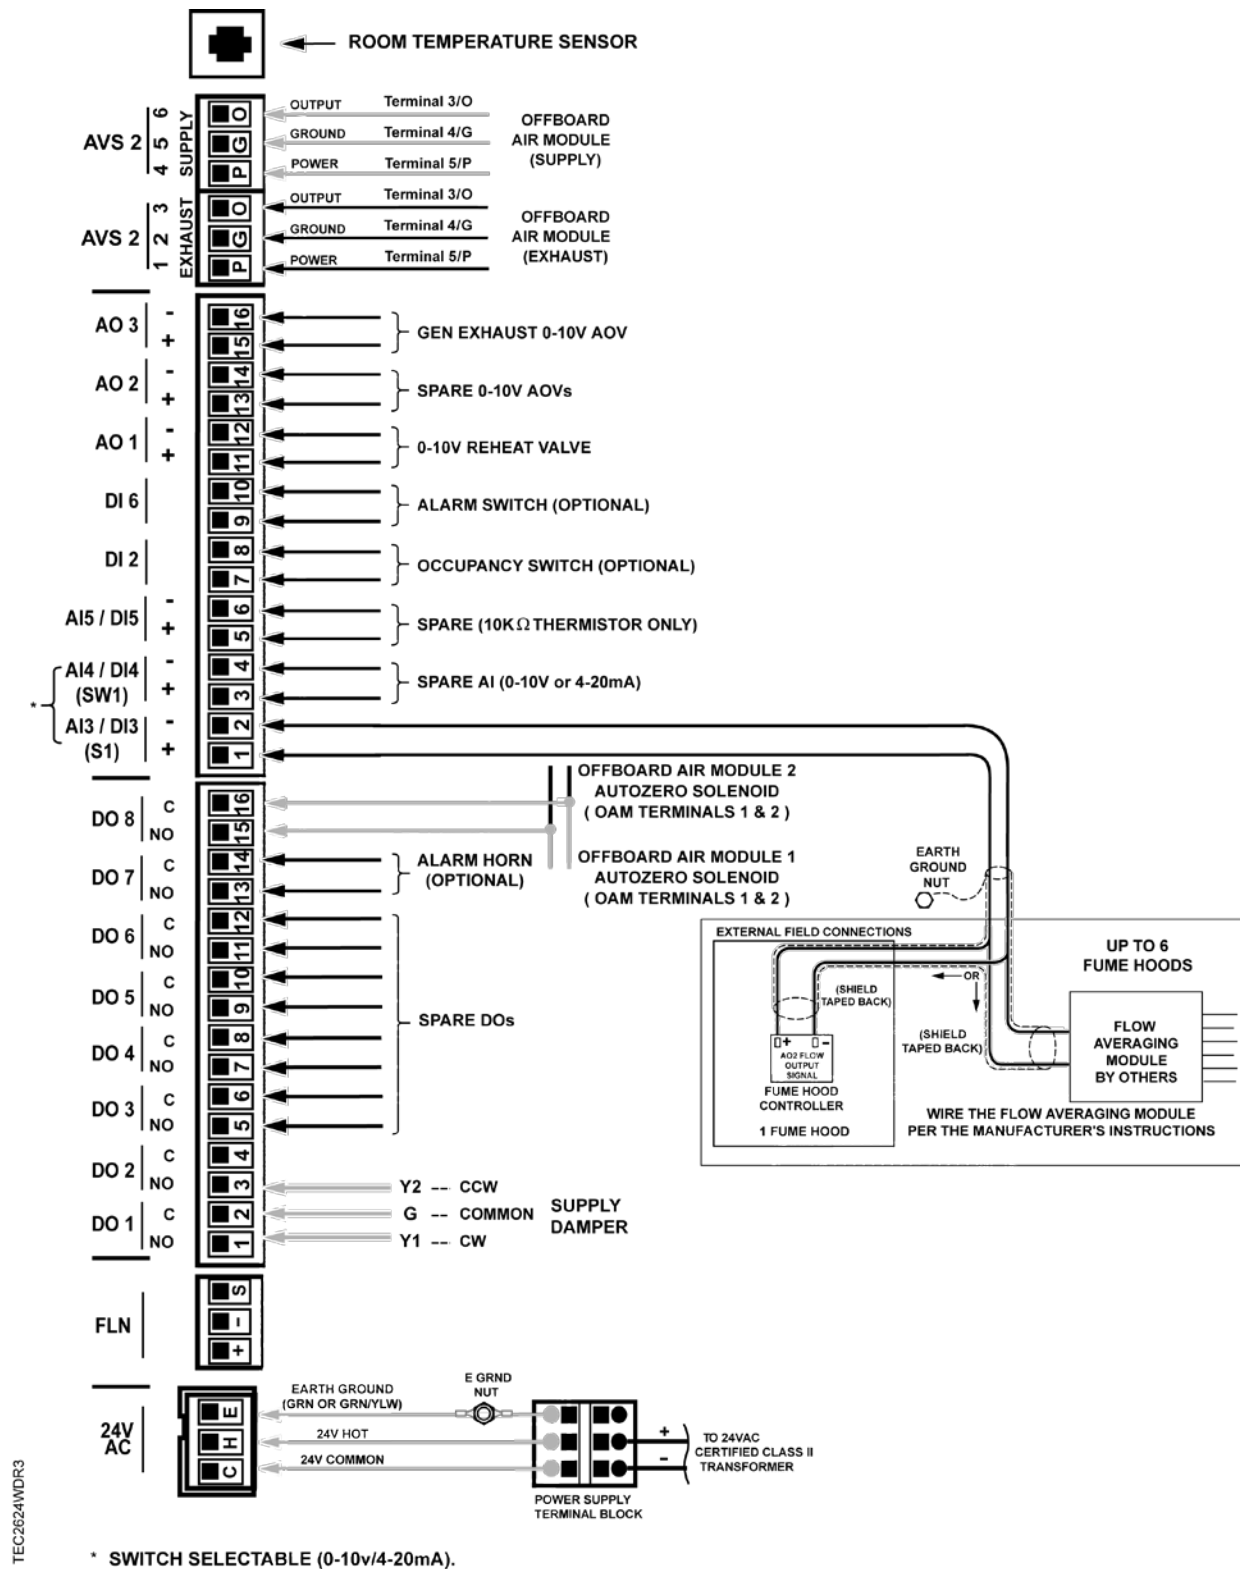 ROOM TEMPERATURE SENSOR
AVS 2
4 5 6
SUPPLY
O
G
P
OUTPUT Terminal 3/O
GROUND Terminal 4/G
POWER Terminal 5/P
OFFBOARD
AIR MODULE
(SUPPLY)
AVS 2
1 2 3
EXHAUST
O
G
P
OUTPUT Terminal 3/O
GROUND Terminal 4/G
POWER Terminal 5/P
OFFBOARD
AIR MODULE
(EXHAUST)
AO 3
- 16
+ 15
GEN EXHAUST 0-10V AOV
AO 2
- 14
+ 13
SPARE 0-10V AOVs
AO 1
- 12
+ 11
0-10V REHEAT VALVE
DI 6
10
9
ALARM SWITCH (OPTIONAL)
DI 2
8
7
OCCUPANCY SWITCH (OPTIONAL)
AI5 / DI5
- 6
+ 5
SPARE (10KΩ THERMISTOR ONLY)
*
AI4 / DI4
(SW1)
- 4
+ 3
SPARE AI (0-10V or 4-20mA)
AI3 / DI3
(S1)
- 2
+ 1
DO 8
C 16
NO 15
OFFBOARD AIR MODULE 2
AUTOZERO SOLENOID
( OAM TERMINALS 1 & 2 )
OFFBOARD AIR MODULE 1
AUTOZERO SOLENOID
( OAM TERMINALS 1 & 2 )
DO 7
C 14
NO 13
ALARM HORN
(OPTIONAL)
DO 6
C 12
NO 11
DO 5
C 10
NO 9
DO 4
C 8
NO 7
DO 3
C 6
NO 5
SPARE DOs
DO 2
C 4
NO 3
DO 1
C 2
NO 1
Y2 --- CCW
G -- COMMON
Y1 --- CW
SUPPLY
DAMPER
EARTH
GROUND
NUT
EXTERNAL FIELD CONNECTIONS
UP TO 6
FUME HOODS
OR
(SHIELD
TAPED BACK)
(SHIELD
TAPED BACK)
+ -
AO2 FLOW
OUTPUT
SIGNAL
FUME HOOD
CONTROLLER
1 FUME HOOD
FLOW
AVERAGING
MODULE
BY OTHERS
WIRE THE FLOW AVERAGING MODULE
PER THE MANUFACTURER'S INSTRUCTIONS
FLN
S
-
+
24V
AC
E
H
C
EARTH GROUND
(GRN OR GRN/YLW)
24V HOT
24V COMMON
E GRND
NUT
POWER SUPPLY
TERMINAL BLOCK
+
-
TO 24VAC
CERTIFIED CLASS II
TRANSFORMER
TEC2624WDR3
* SWITCH SELECTABLE (0-10v/4-20mA).